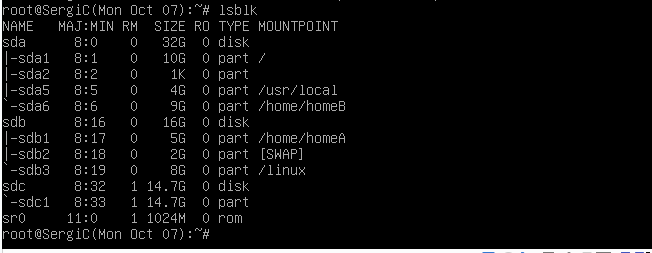 root@SergiC(Mon Oct 07):~# lsblk
NAME   MAJ:MIN RM  SIZE RO TYPE MOUNTPOINT
sda      8:0    0   32G  0 disk
|-sda1   8:1    0   10G  0 part /
|-sda2   8:2    0    1K  0 part
|-sda5   8:5    0    4G  0 part /usr/local
`-sda6   8:6    0    9G  0 part /home/homeB
sdb      8:16   0   16G  0 disk
|-sdb1   8:17   0    5G  0 part /home/homeA
|-sdb2   8:18   0    2G  0 part [SWAP]
`-sdb3   8:19   0    8G  0 part /linux
sdc      8:32   1 14.7G  0 disk
`-sdc1   8:33   1 14.7G  0 part
sr0     11:0    1 1024M  0 rom
root@SergiC(Mon Oct 07):~#